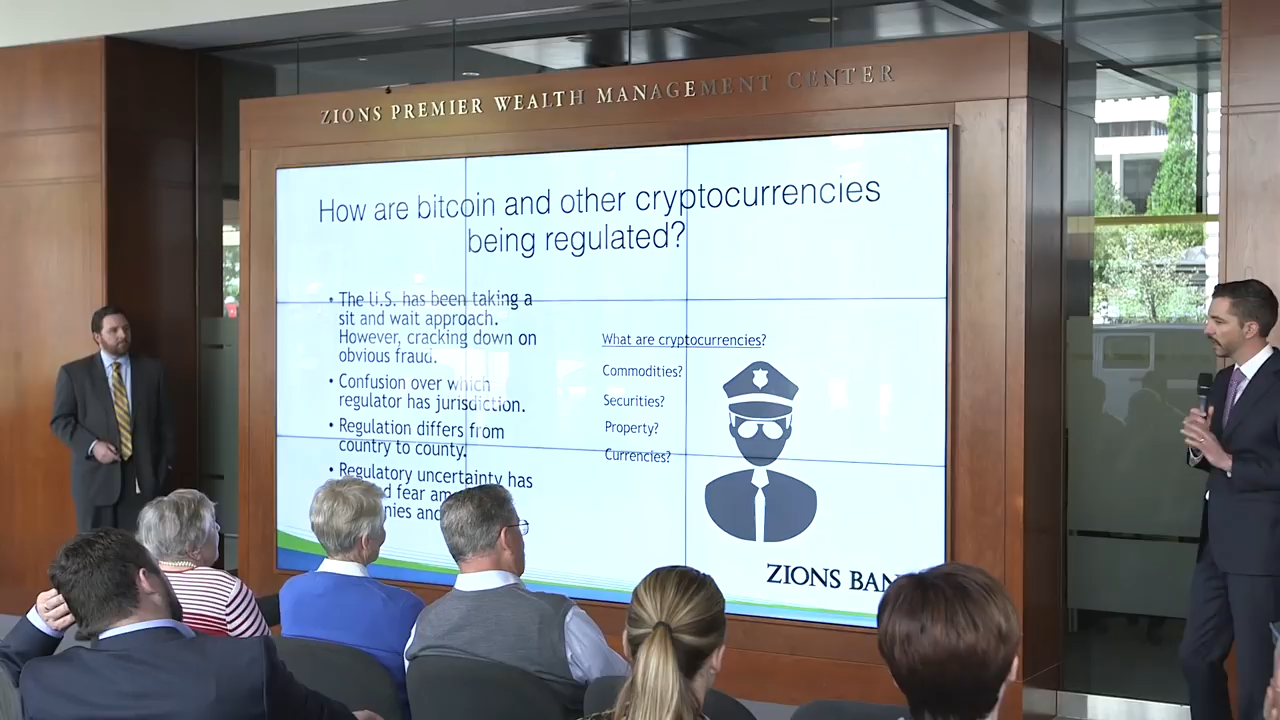 ZIONS PREMIER WEALTH MANAGEMENT CENTER
How are bitcoin and other cryptocurrencies
being regulated?
• The U.S. has been taking a
sit and wait approach.
However, cracking down on
obvious fraud.
• Confusion over which
regulator has jurisdiction.
• Regulation differs from
country to county.
• Regulatory uncertainty has
fear
and
What are cryptocurrencies?
Commodities?
Securities?
Property?
Currencies?
ZIONS